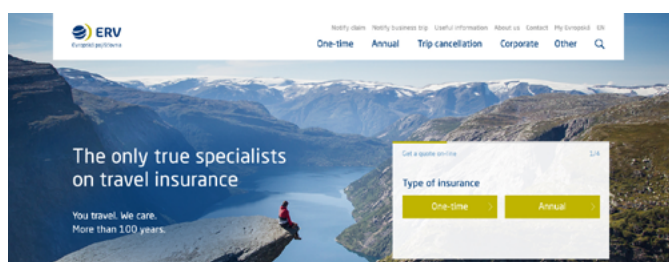 ERV
Evropská pojišťovna
Notify claim Notify business trip Useful information About us Contact My Evropská EN
One-time Annual Trip cancellation Corporate Other
The only true specialists
on travel insurance
You travel. We care.
More than 100 years.
Get a quote on-line 1/4
Type of insurance
One-time Annual